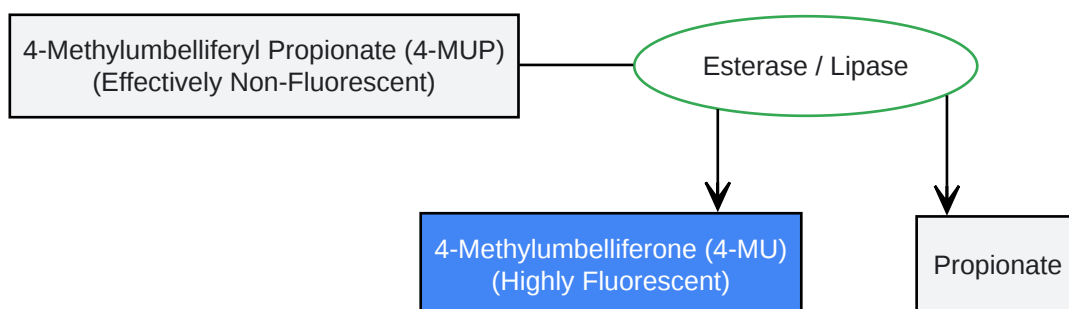 4-Methylumbelliferyl Propionate (4-MUP)
(Effectively Non-Fluorescent)
Esterase / Lipase
4-Methylumbelliferone (4-MU)
(Highly Fluorescent)
Propionate